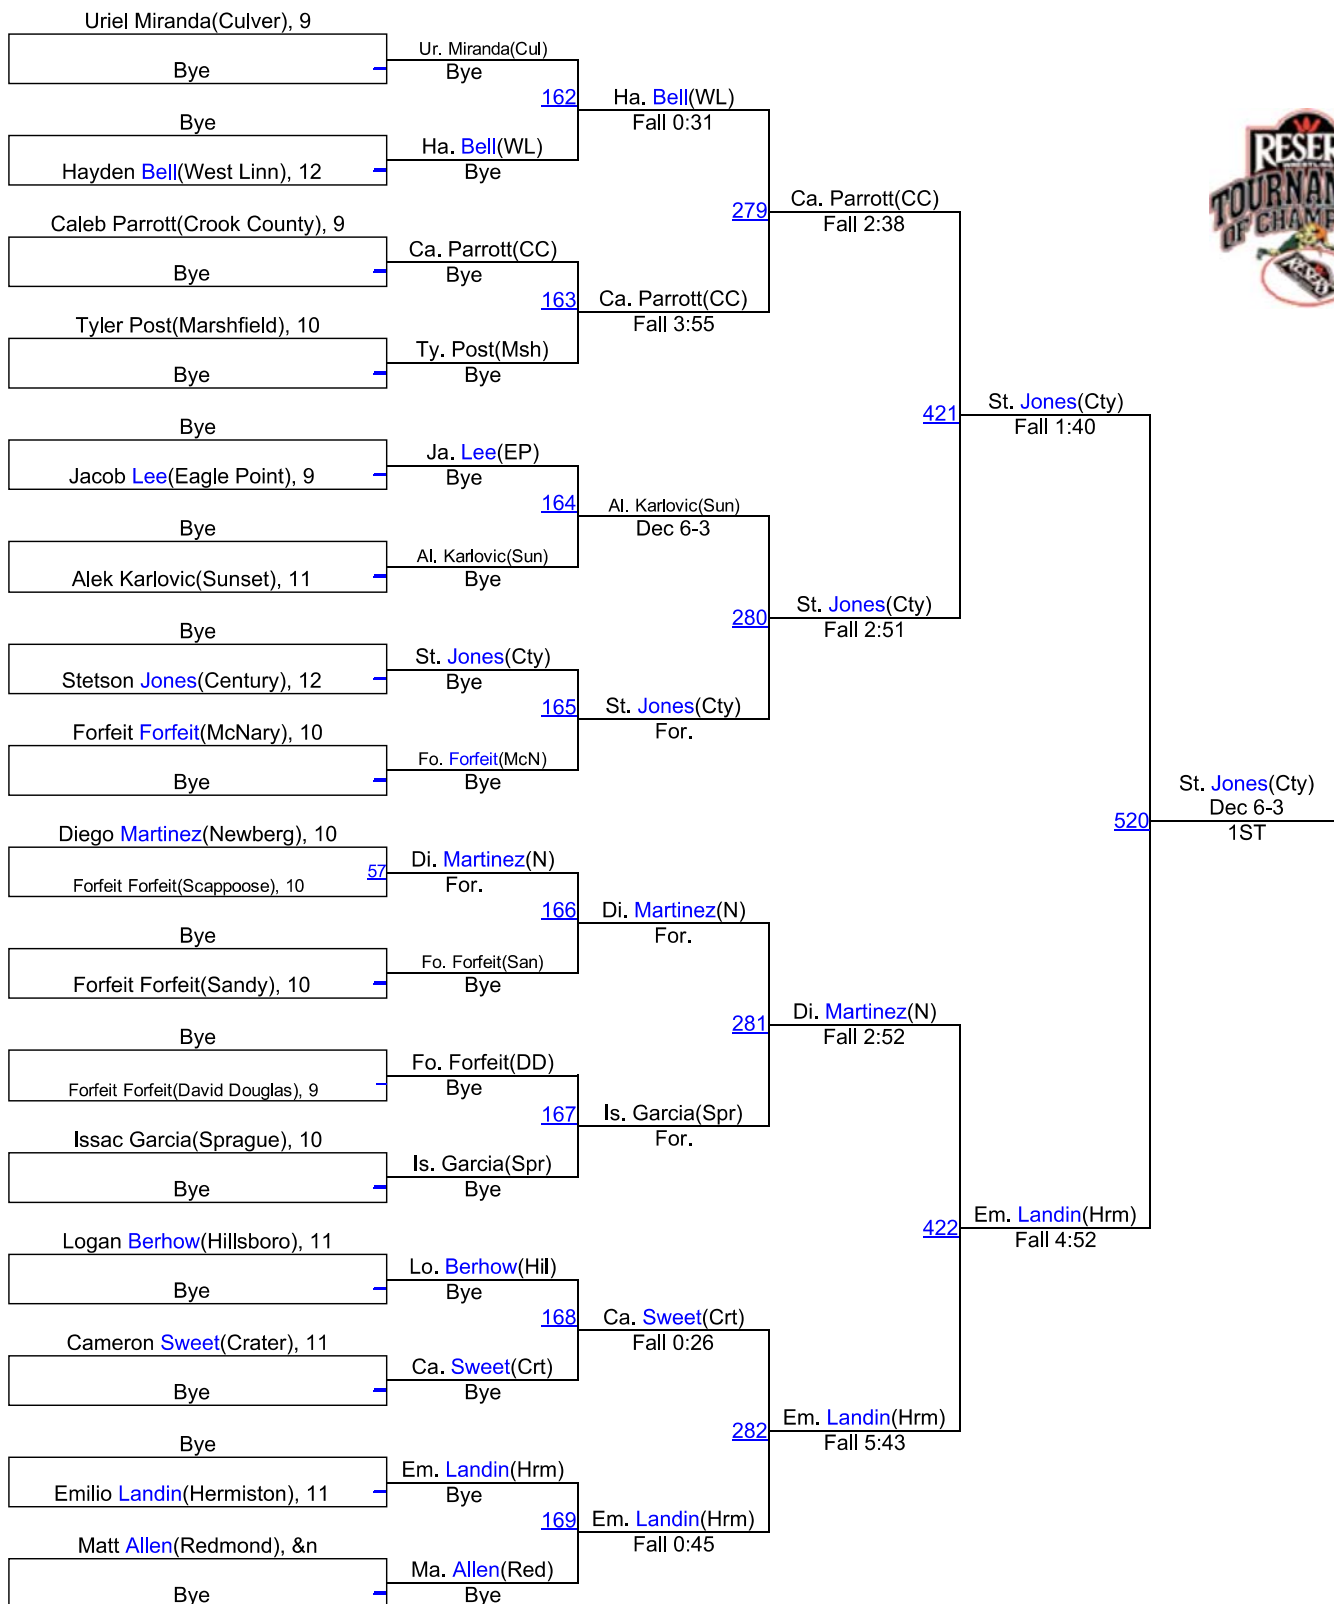 Uriel Miranda(Culver), 9
Bye
Ur. Miranda(Cul)
Bye
162
Bye
Hayden Bell(West Linn), 12
Ha. Bell(WL)
Bye
Ha. Bell(WL)
Fall 0:31
279
Caleb Parrott(Crook County), 9
Bye
Ca. Parrott(CC)
Bye
163
Tyler Post(Marshfield), 10
Bye
Ty. Post(Msh)
Bye
Ca. Parrott(CC)
Fall 3:55
Ca. Parrott(CC)
Fall 2:38
421
Bye
Jacob Lee(Eagle Point), 9
Ja. Lee(EP)
Bye
164
Bye
Alek Karlovic(Sunset), 11
Al. Karlovic(Sun)
Bye
Al. Karlovic(Sun)
Dec 6-3
280
Bye
Stetson Jones(Century), 12
St. Jones(Cty)
Bye
165
Forfeit Forfeit(McNary), 10
Bye
Fo. Forfeit(McN)
Bye
St. Jones(Cty)
For.
St. Jones(Cty)
Fall 2:51
St. Jones(Cty)
Fall 1:40
520
Diego Martinez(Newberg), 10
Forfeit Forfeit(Scappoose), 10
57
Di. Martinez(N)
For.
166
Bye
Forfeit Forfeit(Sandy), 10
Fo. Forfeit(San)
Bye
Di. Martinez(N)
For.
281
Bye
Forfeit Forfeit(David Douglas), 9
Fo. Forfeit(DD)
Bye
167
Issac Garcia(Sprague), 10
Bye
Is. Garcia(Spr)
Bye
Is. Garcia(Spr)
For.
Di. Martinez(N)
Fall 2:52
422
Logan Berhow(Hillsboro), 11
Bye
Lo. Berhow(Hil)
Bye
168
Cameron Sweet(Crater), 11
Bye
Ca. Sweet(Crt)
Bye
Ca. Sweet(Crt)
Fall 0:26
282
Bye
Emilio Landin(Hermiston), 11
Em. Landin(Hrm)
Bye
169
Matt Allen(Redmond), &n
Bye
Ma. Allen(Red)
Bye
Em. Landin(Hrm)
Fall 0:45
Em. Landin(Hrm)
Fall 5:43
Em. Landin(Hrm)
Fall 4:52
St. Jones(Cty)
Dec 6-3
1ST